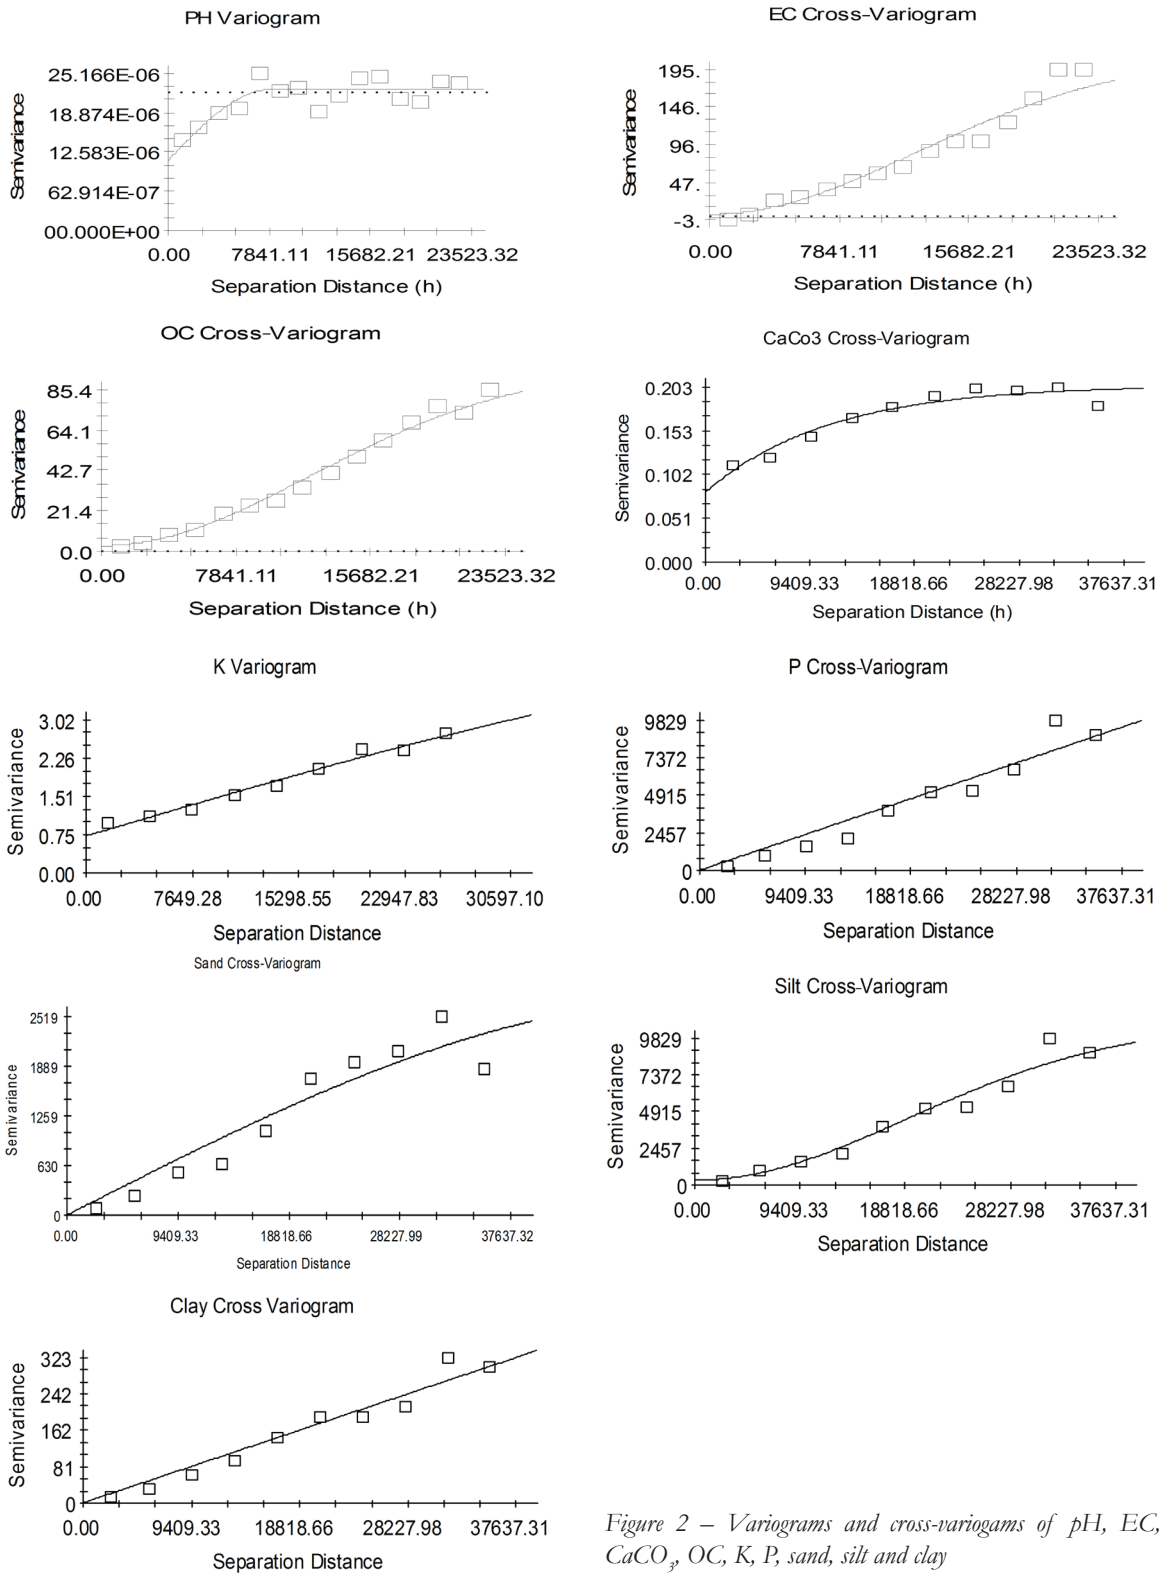 PH Variogram
25.166E-06
18.874E-06
12.583E-06
62.914E-07
00.000E+00
Semivariance
0.00 7841.11 15682.21 23523.32
Separation Distance (h)
EC Cross-Variogram
195.
146.
96.
47.
-3.
Semivariance
0.00 7841.11 15682.21 23523.32
Separation Distance (h)
OC Cross-Variogram
85.4
64.1
42.7
21.4
0.0
Semivariance
0.00 7841.11 15682.21 23523.32
Separation Distance (h)
CaCo3 Cross-Variogram
0.203
0.153
0.102
0.051
0.000
Semivariance
0.00 9409.33 18818.66 28227.98 37637.31
Separation Distance (h)
K Variogram
3.02
2.26
1.51
0.75
0.00
Semivariance
0.00 7649.28 15298.55 22947.83 30597.10
Separation Distance
P Cross-Variogram
9829
7372
4915
2457
0
Semivariance
0.00 9409.33 18818.66 28227.98 37637.31
Separation Distance
Sand Cross-Variogram
2519
1889
1259
630
0
Semivariance
0.00 9409.33 18818.66 28227.99 37637.32
Separation Distance
Silt Cross-Variogram
9829
7372
4915
2457
0
Semivariance
0.00 9409.33 18818.66 28227.98 37637.31
Separation Distance
Clay Cross Variogram
323
242
162
81
0
Semivariance
0.00 9409.33 18818.66 28227.98 37637.31
Separation Distance
Figure 2 – Variograms and cross-variogams of pH, EC,
CaCO₃, OC, K, P, sand, silt and clay